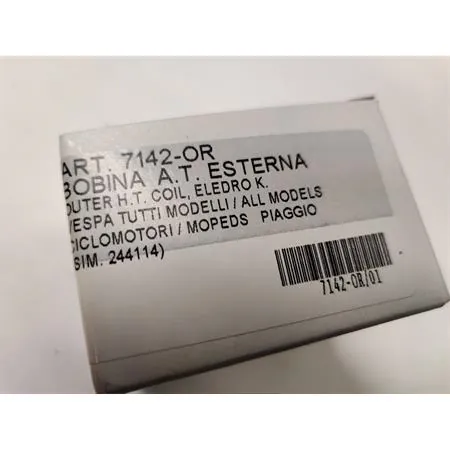 ART. 7142-OR
BOBINA A.T. ESTERNA
OUTER H.T. COIL, ELEDRO K.
VESPA TUTTI MODELLI / ALL MODELS
CICLOMOTORI / MOPEDS PIAGGIO
(SIM. 244114)
7142-OR/01